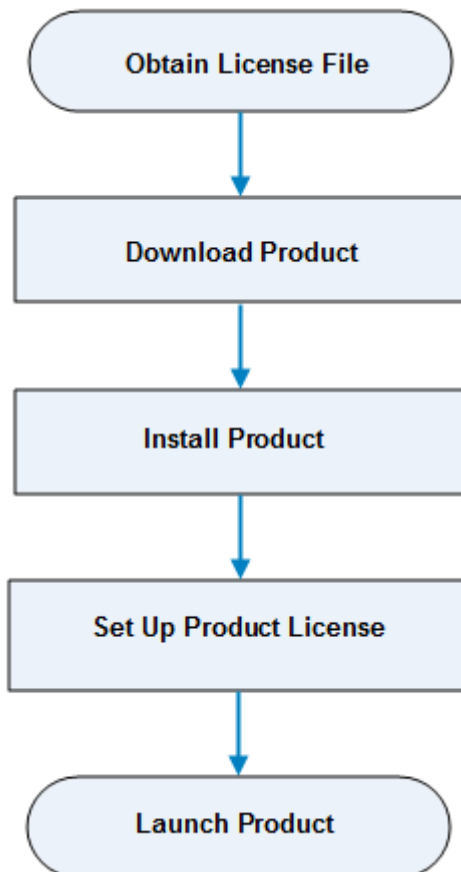 Obtain License File
Download Product
Install Product
Set Up Product License
Launch Product